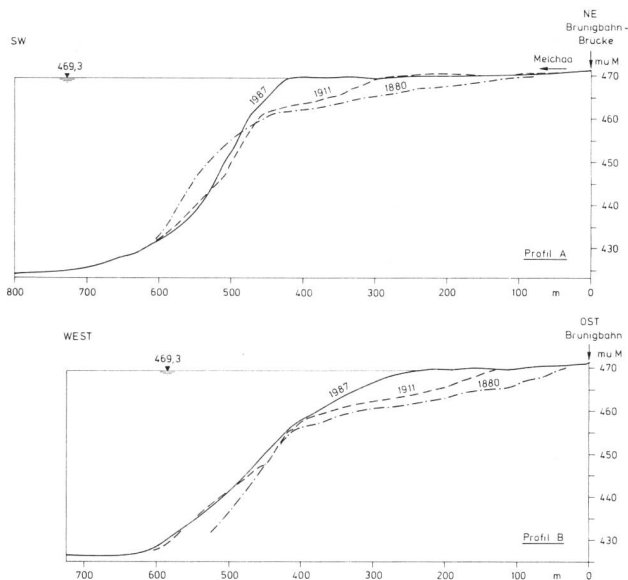 NE
Brunigbahn-
Brücke
SW
469,3
Melchaa
mu M
470
1987
1911
1880
460
450
440
430
Profil A
800 700 600 500 400 300 200 100 m 0
OST
Brunigbahn
WEST
469,3
mu M
470
1987
1911
1880
460
450
440
430
Profil B
700 600 500 400 300 200 100 m 0